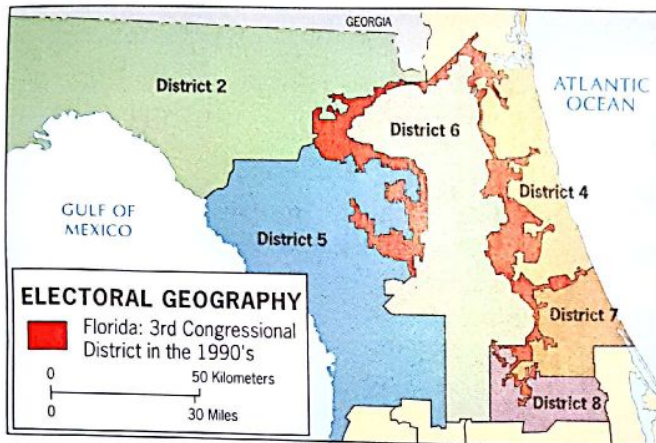 GEORGIA
District 2
ATLANTIC
OCEAN
District 6
District 4
GULF OF
MEXICO
District 5
ELECTORAL GEOGRAPHY
Florida: 3rd Congressional
District in the 1990's
0 50 Kilometers
0 30 Miles
District 7
District 8